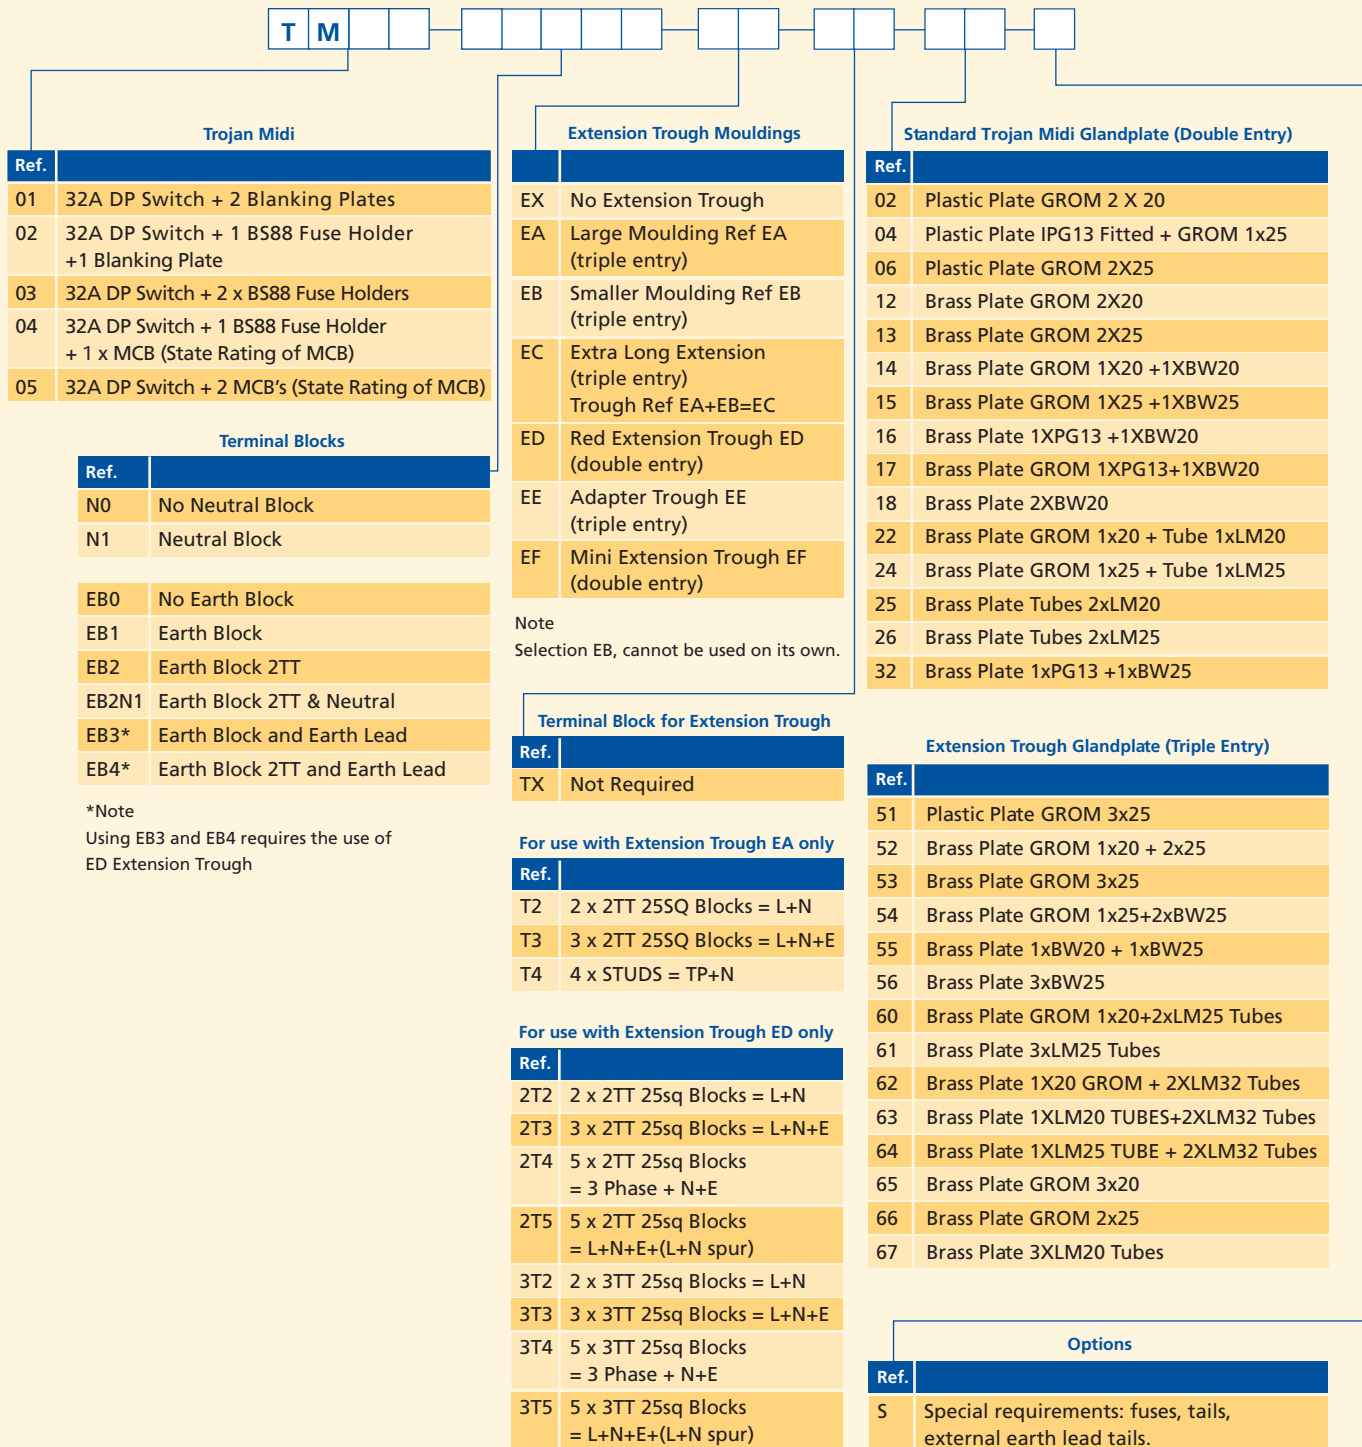 T M
Trojan Midi
Ref.
01 32A DP Switch + 2 Blanking Plates
02 32A DP Switch + 1 BS88 Fuse Holder
+1 Blanking Plate
03 32A DP Switch + 2 x BS88 Fuse Holders
04 32A DP Switch + 1 BS88 Fuse Holder
+ 1 x MCB (State Rating of MCB)
05 32A DP Switch + 2 MCB's (State Rating of MCB)
Terminal Blocks
Ref.
N0 No Neutral Block
N1 Neutral Block
EB0 No Earth Block
EB1 Earth Block
EB2 Earth Block 2TT
EB2N1 Earth Block 2TT & Neutral
EB3* Earth Block and Earth Lead
EB4* Earth Block 2TT and Earth Lead
*Note
Using EB3 and EB4 requires the use of
ED Extension Trough
Extension Trough Mouldings
EX No Extension Trough
EA Large Moulding Ref EA
(triple entry)
EB Smaller Moulding Ref EB
(triple entry)
EC Extra Long Extension
(triple entry)
Trough Ref EA+EB=EC
ED Red Extension Trough ED
(double entry)
EE Adapter Trough EE
(triple entry)
EF Mini Extension Trough EF
(double entry)
Note
Selection EB, cannot be used on its own.
Terminal Block for Extension Trough
Ref.
TX Not Required
For use with Extension Trough EA only
Ref.
T2 2 x 2TT 25SQ Blocks = L+N
T3 3 x 2TT 25SQ Blocks = L+N+E
T4 4 x STUDS = TP+N
For use with Extension Trough ED only
Ref.
2T2 2 x 2TT 25sq Blocks = L+N
2T3 3 x 2TT 25sq Blocks = L+N+E
2T4 5 x 2TT 25sq Blocks
= 3 Phase + N+E
2T5 5 x 2TT 25sq Blocks
= L+N+E+(L+N spur)
3T2 2 x 3TT 25sq Blocks = L+N
3T3 3 x 3TT 25sq Blocks = L+N+E
3T4 5 x 3TT 25sq Blocks
= 3 Phase + N+E
3T5 5 x 3TT 25sq Blocks
= L+N+E+(L+N spur)
Standard Trojan Midi Glandplate (Double Entry)
Ref.
02 Plastic Plate GROM 2 X 20
04 Plastic Plate IPG13 Fitted + GROM 1x25
06 Plastic Plate GROM 2X25
12 Brass Plate GROM 2X20
13 Brass Plate GROM 2X25
14 Brass Plate GROM 1X20 +1XBW20
15 Brass Plate GROM 1X25 +1XBW25
16 Brass Plate 1XPG13 +1XBW20
17 Brass Plate GROM 1XPG13+1XBW20
18 Brass Plate 2XBW20
22 Brass Plate GROM 1x20 + Tube 1xLM20
24 Brass Plate GROM 1x25 + Tube 1xLM25
25 Brass Plate Tubes 2xLM20
26 Brass Plate Tubes 2xLM25
32 Brass Plate 1xPG13 +1xBW25
Extension Trough Glandplate (Triple Entry)
Ref.
51 Plastic Plate GROM 3x25
52 Brass Plate GROM 1x20 + 2x25
53 Brass Plate GROM 3x25
54 Brass Plate GROM 1x25+2xBW25
55 Brass Plate 1xBW20 + 1xBW25
56 Brass Plate 3xBW25
60 Brass Plate GROM 1x20+2xLM25 Tubes
61 Brass Plate 3xLM25 Tubes
62 Brass Plate 1X20 GROM + 2XLM32 Tubes
63 Brass Plate 1XLM20 TUBES+2XLM32 Tubes
64 Brass Plate 1XLM25 TUBE + 2XLM32 Tubes
65 Brass Plate GROM 3x20
66 Brass Plate GROM 2x25
67 Brass Plate 3XLM20 Tubes
Options
Ref.
S Special requirements: fuses, tails,
external earth lead tails.